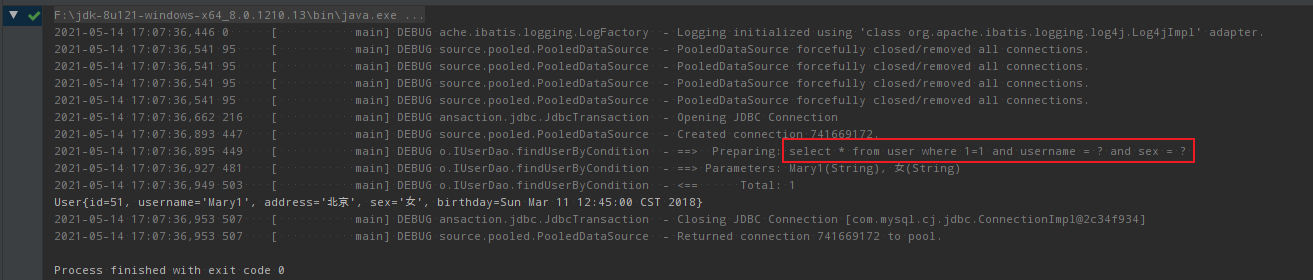 F:\jdk-8u121-windows-x64_8.0.1210.13\bin\java.exe ...
2021-05-14 17:07:36,446 0      [           main] DEBUG ache.ibatis.logging.LogFactory  - Logging initialized using 'class org.apache.ibatis.logging.log4j.Log4jImpl' adapter.
2021-05-14 17:07:36,541 95     [           main] DEBUG source.pooled.PooledDataSource  - PooledDataSource forcefully closed/removed all connections.
2021-05-14 17:07:36,541 95     [           main] DEBUG source.pooled.PooledDataSource  - PooledDataSource forcefully closed/removed all connections.
2021-05-14 17:07:36,541 95     [           main] DEBUG source.pooled.PooledDataSource  - PooledDataSource forcefully closed/removed all connections.
2021-05-14 17:07:36,541 95     [           main] DEBUG source.pooled.PooledDataSource  - PooledDataSource forcefully closed/removed all connections.
2021-05-14 17:07:36,662 216    [           main] DEBUG ansaction.jdbc.JdbcTransaction  - Opening JDBC Connection
2021-05-14 17:07:36,893 447    [           main] DEBUG source.pooled.PooledDataSource  - Created connection 741669172.
2021-05-14 17:07:36,895 449    [           main] DEBUG o.IUserDao.findUserByCondition  - ==>  Preparing: select * from user where 1=1 and username = ? and sex = ?
2021-05-14 17:07:36,927 481    [           main] DEBUG o.IUserDao.findUserByCondition  - ==> Parameters: Mary1(String), 女(String)
2021-05-14 17:07:36,949 503    [           main] DEBUG o.IUserDao.findUserByCondition  - <==      Total: 1
User{id=51, username='Mary1', address='北京', sex='女', birthday=Sun Mar 11 12:45:00 CST 2018}
2021-05-14 17:07:36,953 507    [           main] DEBUG ansaction.jdbc.JdbcTransaction  - Closing JDBC Connection [com.mysql.cj.jdbc.ConnectionImpl@2c34f934]
2021-05-14 17:07:36,953 507    [           main] DEBUG source.pooled.PooledDataSource  - Returned connection 741669172 to pool.
Process finished with exit code 0